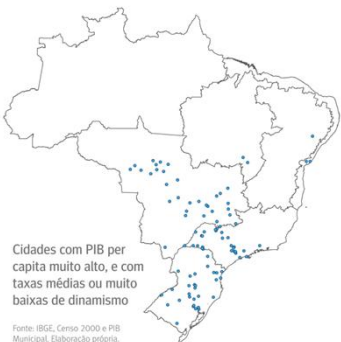 Cidades com PIB per
capita muito alto, e com
taxas médias ou muito
baixas de dinamismo
Fonte: IBGE, Censo 2000 e PIB
Municipal. Elaboração própria.